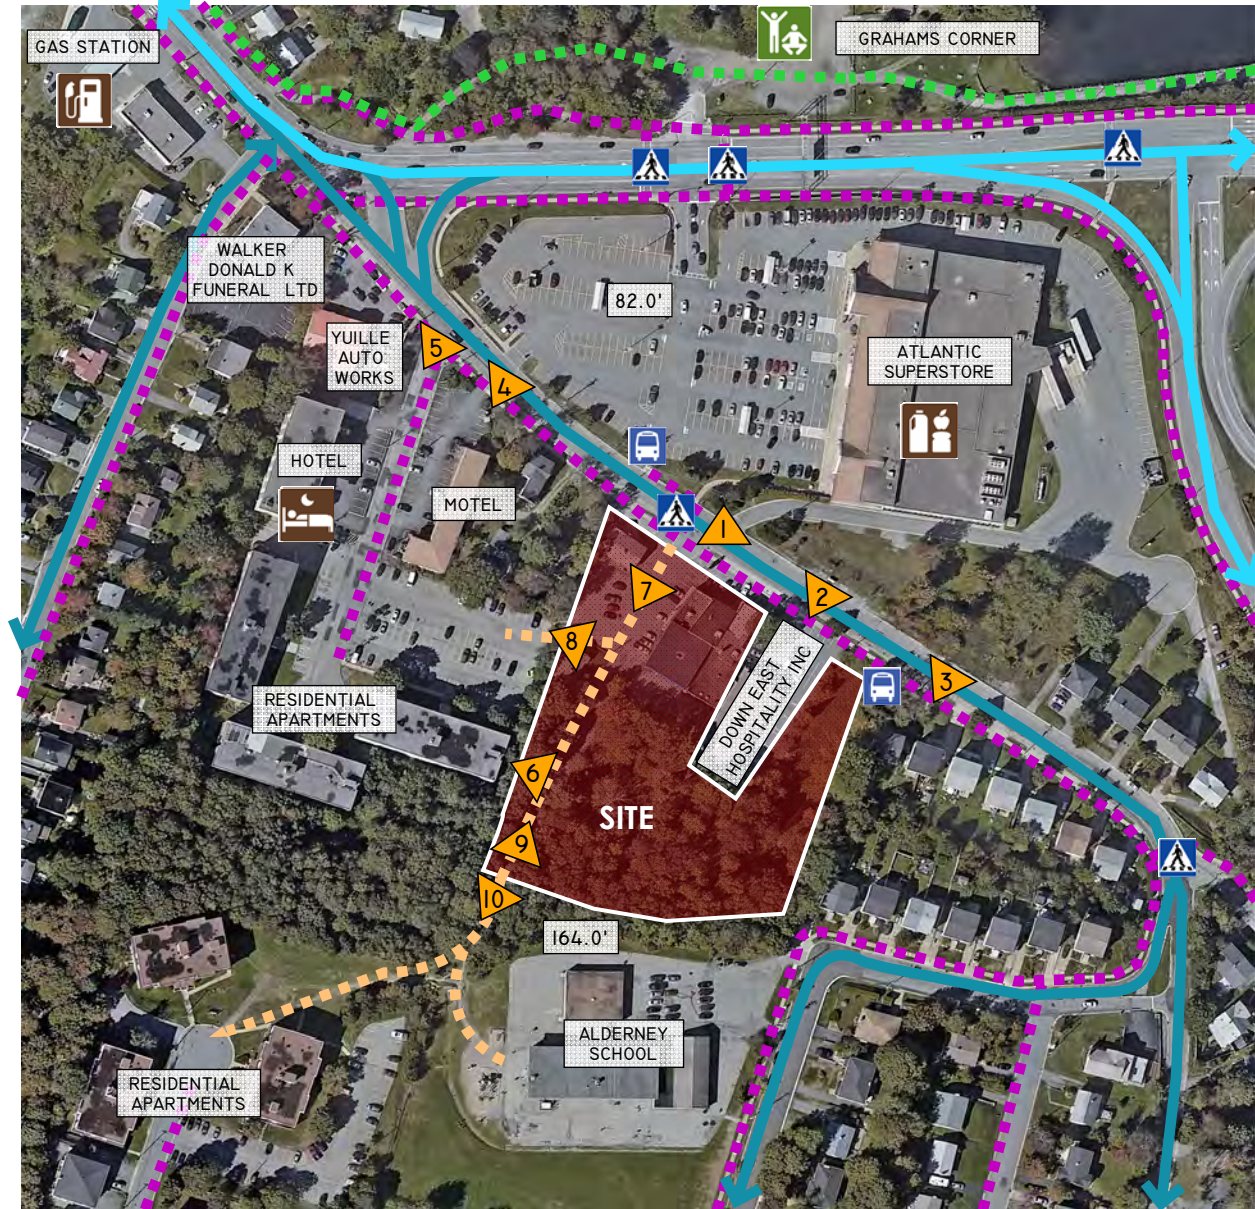 GAS STATION
GRAHAMS CORNER
WALKER
DONALD K
FUNERAL LTD
82.0'
YUILLE
AUTO
WORKS
5
4
ATLANTIC
SUPERSTORE
HOTEL
MOTEL
1
2
3
7
8
DOWN EAST
HOSPITALITY INC
RESIDENTIAL
APARTMENTS
6
SITE
9
10
164.0'
ALDERNEY
SCHOOL
RESIDENTIAL
APARTMENTS